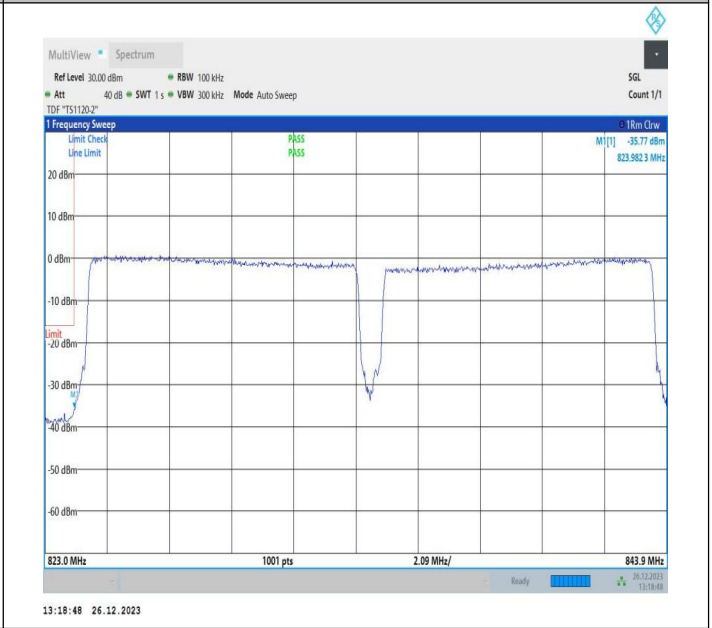 R&S
MultiView Spectrum
Ref Level 30.00 dBm RBW 100 kHz SGL
Att 40 dB SWT 1 s VBW 300 kHz Mode Auto Sweep Count 1/1
TDF "TS1120-2"
1 Frequency Sweep 1Rm Clrw
Limit Check PASS M1[1] -35.77 dBm
Line Limit PASS 823.982 3 MHz
20 dBm
10 dBm
0 dBm
-10 dBm
Limit
-20 dBm
-30 dBm
M1
-40 dBm
-50 dBm
-60 dBm
823.0 MHz 1001 pts 2.09 MHz/ 843.9 MHz
Ready 26.12.2023
13:18:48
13:18:48 26.12.2023